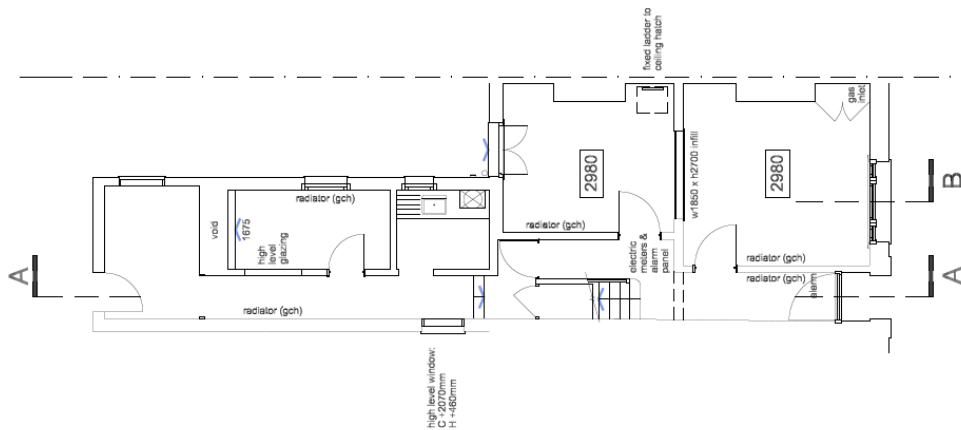 fixed ladder to
ceiling hatch
gas
inlet
2980
2980
w1850 x h2700 infill
B
radiator (gch)
void
1675
high
level
glazing
radiator (gch)
electric
meters &
alarm
panel
radiator (gch)
radiator (gch)
alarm
A
A
radiator (gch)
high level window:
C +2070mm
H +460mm